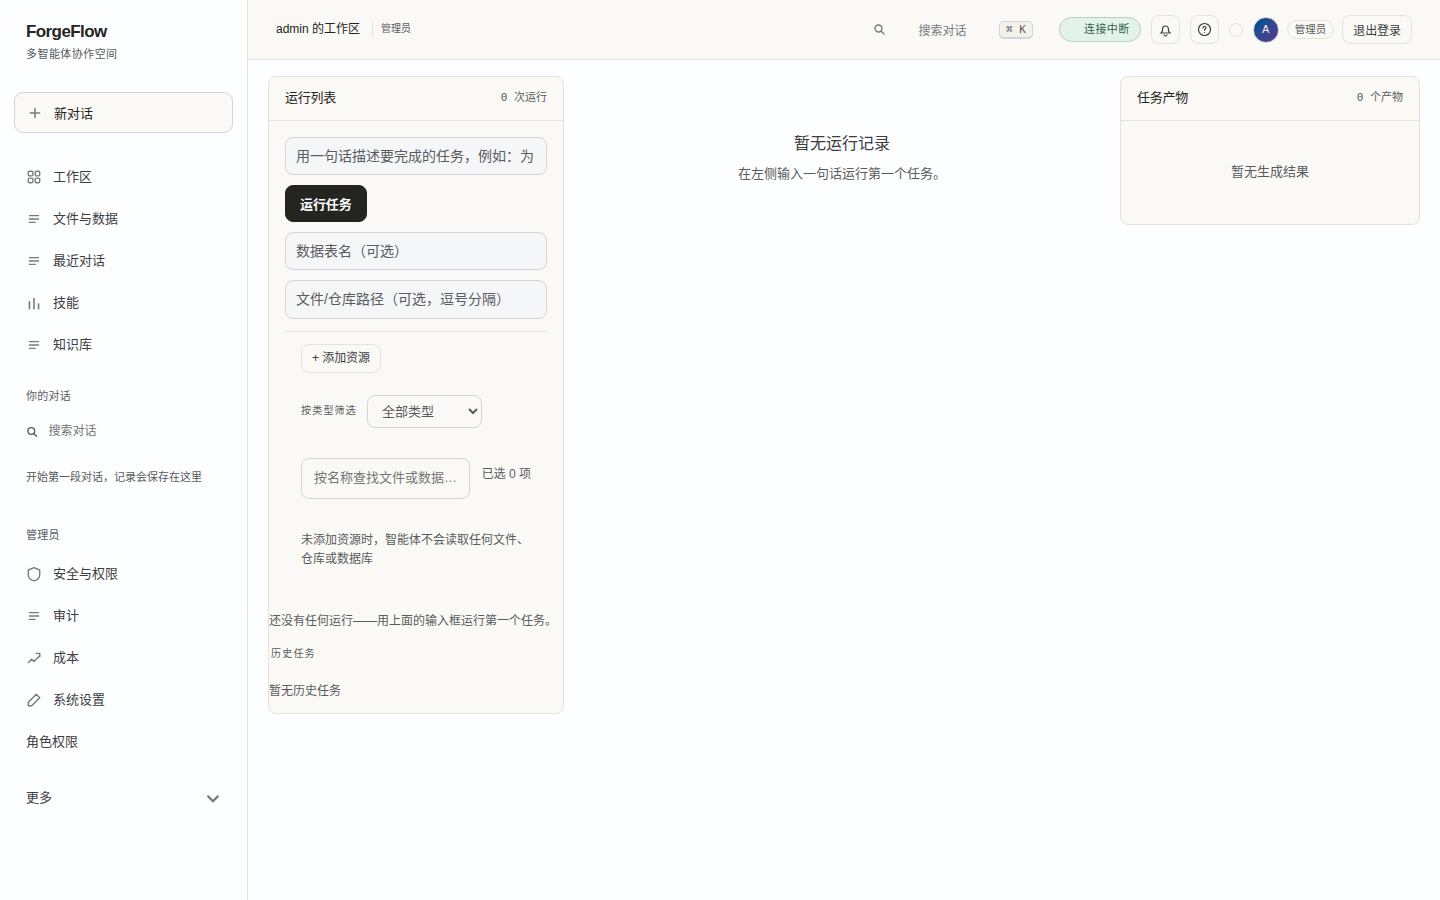 ForgeFlow
多智能体协作空间
新对话
工作区
文件与数据
最近对话
技能
知识库
你的对话
搜索对话
开始第一段对话，记录会保存在这里
管理员
安全与权限
审计
成本
系统设置
角色权限
更多
admin 的工作区
管理员
搜索对话
⌘ K
连接中断
A
管理员
退出登录
运行列表
0 次运行
用一句话描述要完成的任务，例如：为
运行任务
数据表名（可选）
文件/仓库路径（可选，逗号分隔）
+ 添加资源
按类型筛选
全部类型
按名称查找文件或数据…
已选 0 项
未添加资源时，智能体不会读取任何文件、
仓库或数据库
还没有任何运行——用上面的输入框运行第一个任务。
历史任务
暂无历史任务
暂无运行记录
在左侧输入一句话运行第一个任务。
任务产物
0 个产物
暂无生成结果